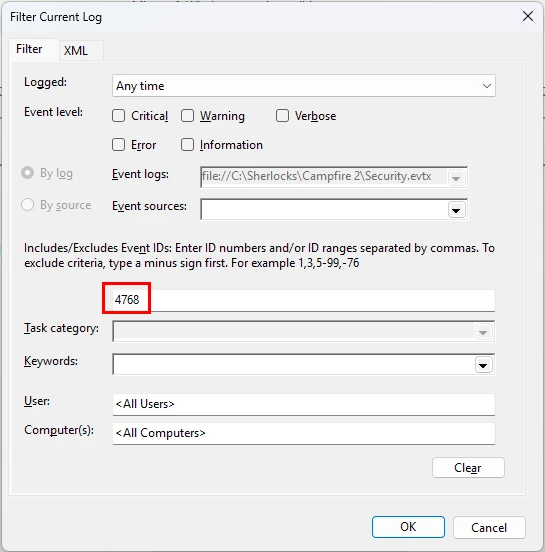 Filter Current Log
Filter XML
Logged: Any time
Event level: Critical Warning Verbose
Error Information
By log Event logs: file://C:\Sherlocks\Campfire 2\Security.evtx
By source Event sources:
Includes/Excludes Event IDs: Enter ID numbers and/or ID ranges separated by commas. To
exclude criteria, type a minus sign first. For example 1,3,5-99,-76
4768
Task category:
Keywords:
User: <All Users>
Computer(s): <All Computers>
Clear
OK Cancel